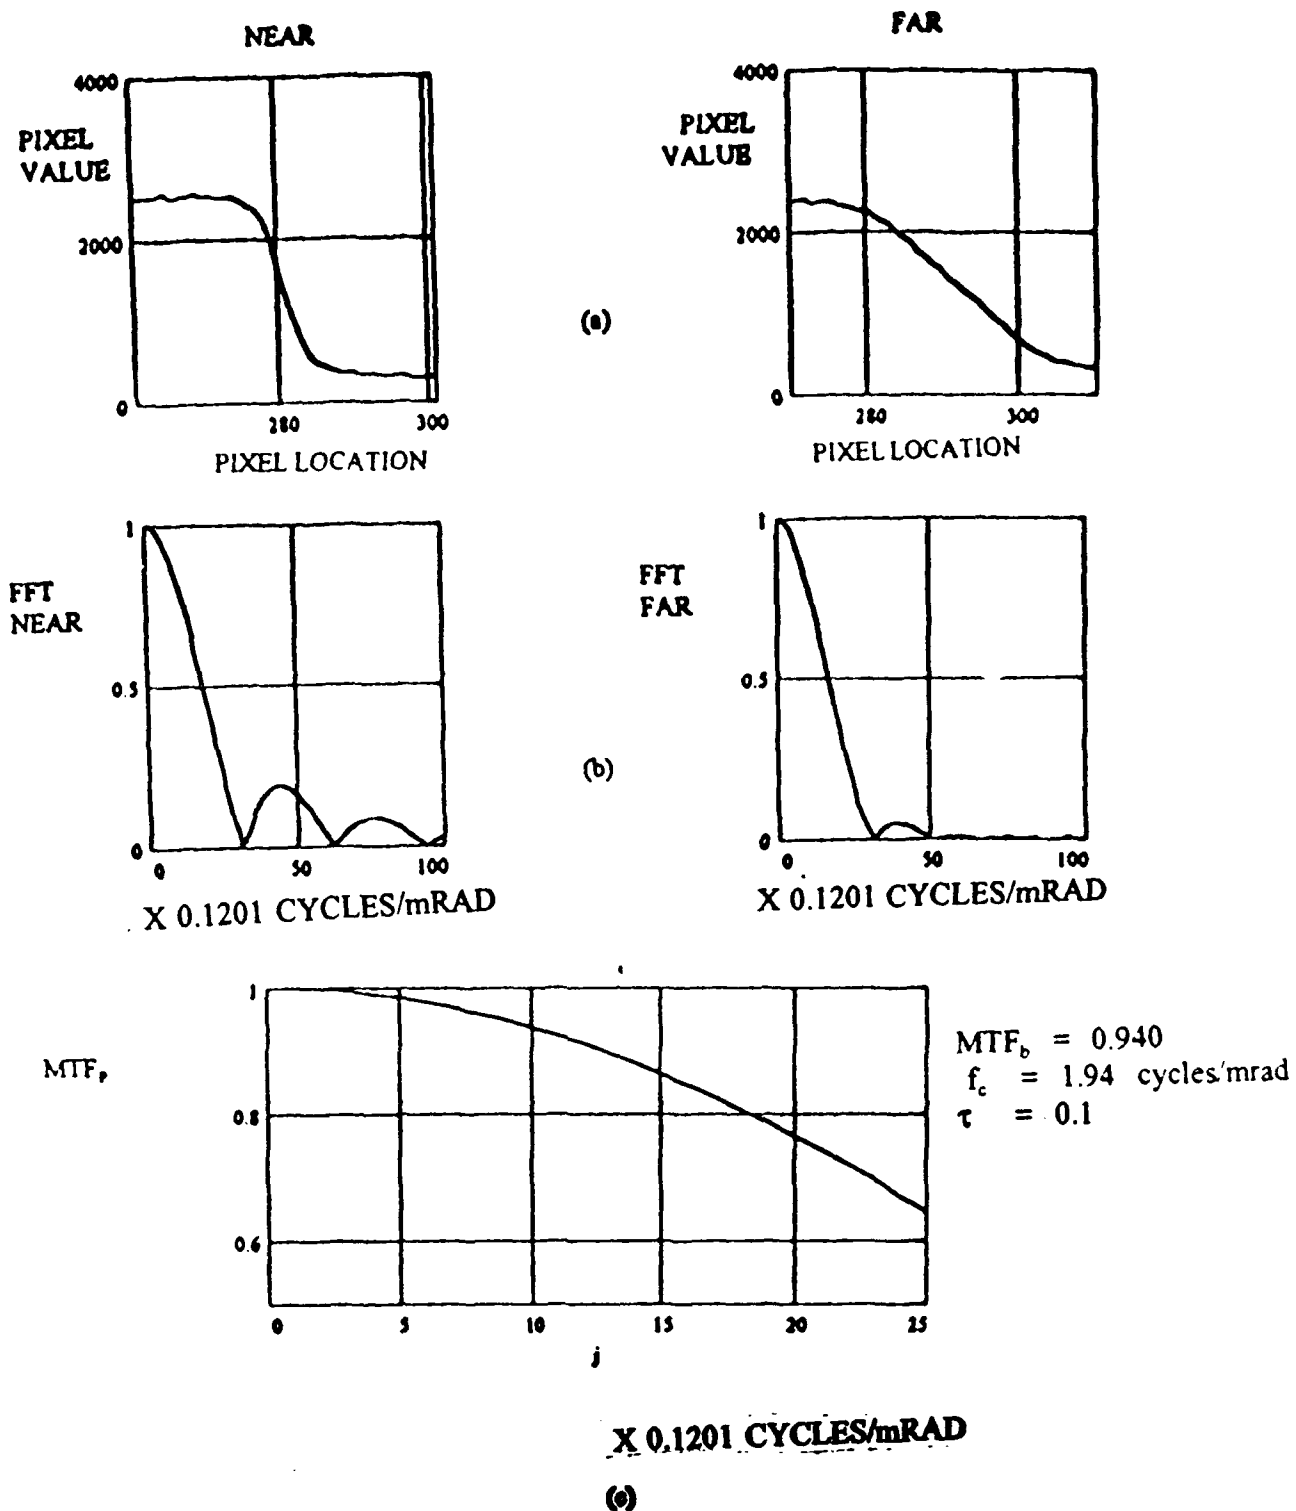 NEAR
FAR
4000
PIXEL
VALUE
2000
0
280
300
PIXEL LOCATION
4000
PIXEL
VALUE
2000
0
280
300
PIXEL LOCATION
(a)
1
FFT
NEAR
0.5
0
0
50
100
X 0.1201 CYCLES/mRAD
1
FFT
FAR
0.5
0
0
50
100
X 0.1201 CYCLES/mRAD
(b)
1
MTFₚ
0.8
0.6
0
5
10
15
20
25
j
MTF_b = 0.940
f_c = 1.94 cycles/mrad
τ = 0.1
X 0.1201 CYCLES/mRAD
(c)